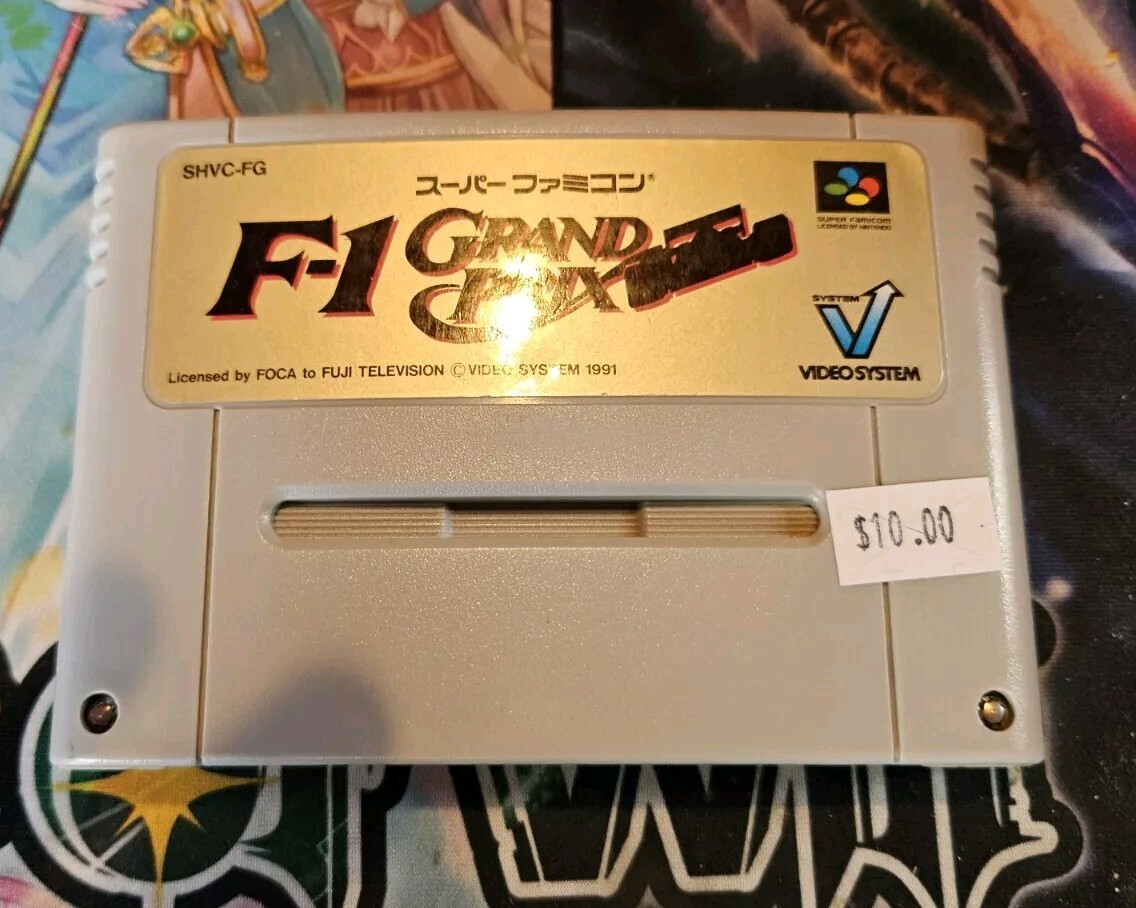 SHVC-FG
スーパーファミコン®
F-1 GRAND PRIX
SUPER FAMICOM
LICENSED BY NINTENDO
SYSTEM V
VIDEO SYSTEM
Licensed by FOCA to FUJI TELEVISION ©VIDEO SYSTEM 1991
$10.00